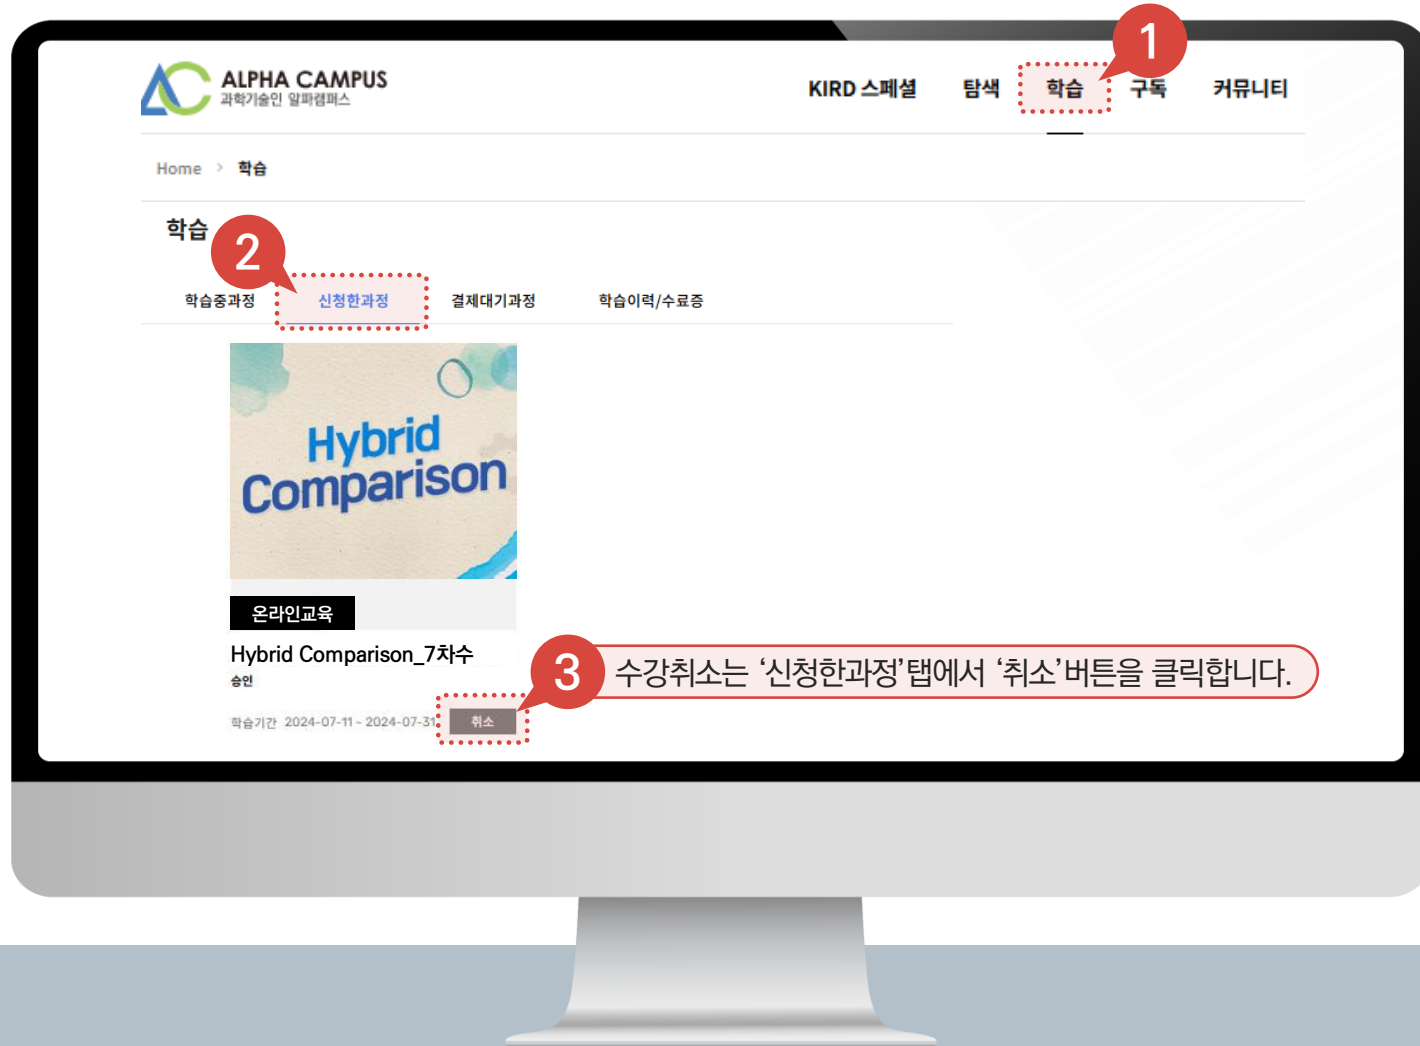 1
ALPHA CAMPUS
과학기술인 알파캠퍼스
KIRD 스페셜 탐색 학습 구독 커뮤니티
Home > 학습
학습
2
학습중과정 신청한과정 결제대기과정 학습이력/수료증
Hybrid
Comparison
온라인교육
Hybrid Comparison_7차수
승인
3 수강취소는 ‘신청한과정’탭에서 ‘취소’버튼을 클릭합니다.
학습기간 2024-07-11 ~ 2024-07-31 취소